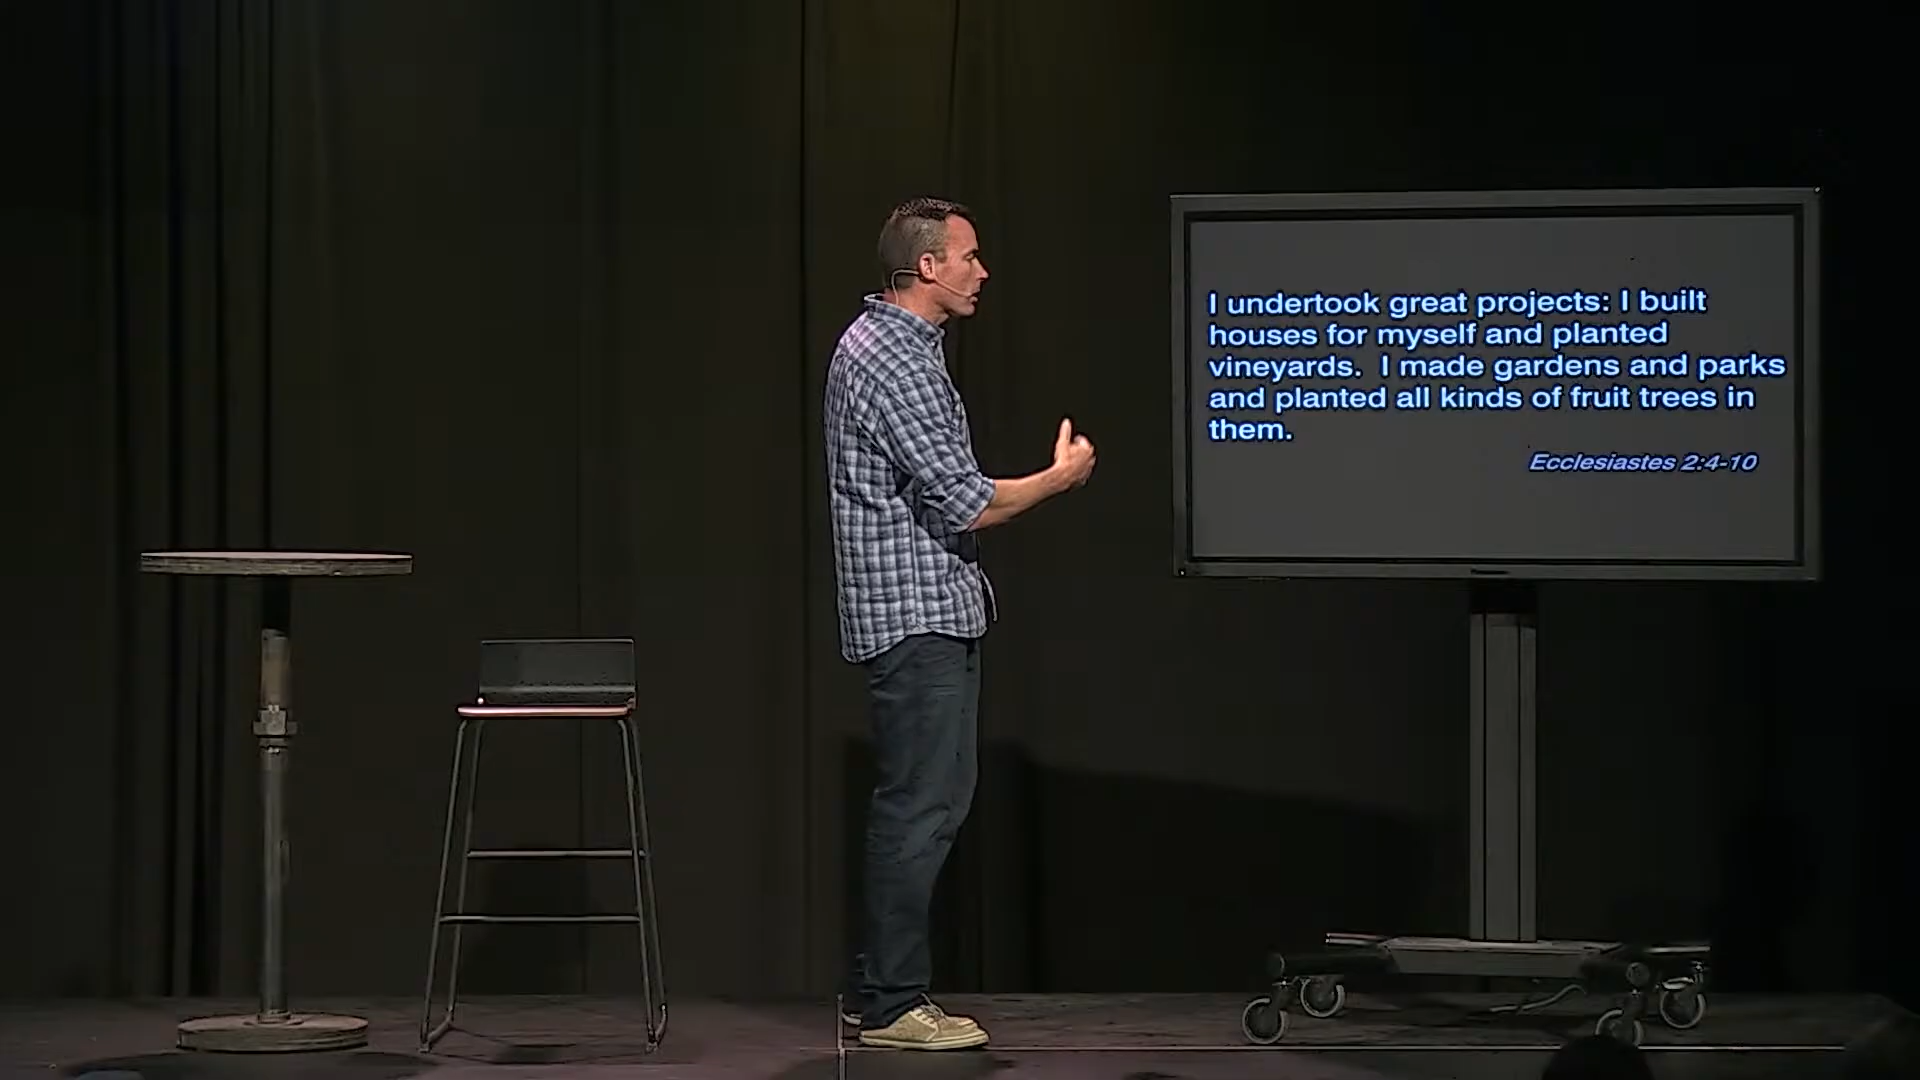 I undertook great projects: I built
houses for myself and planted
vineyards.  I made gardens and parks
and planted all kinds of fruit trees in
them.
Ecclesiastes 2:4-10